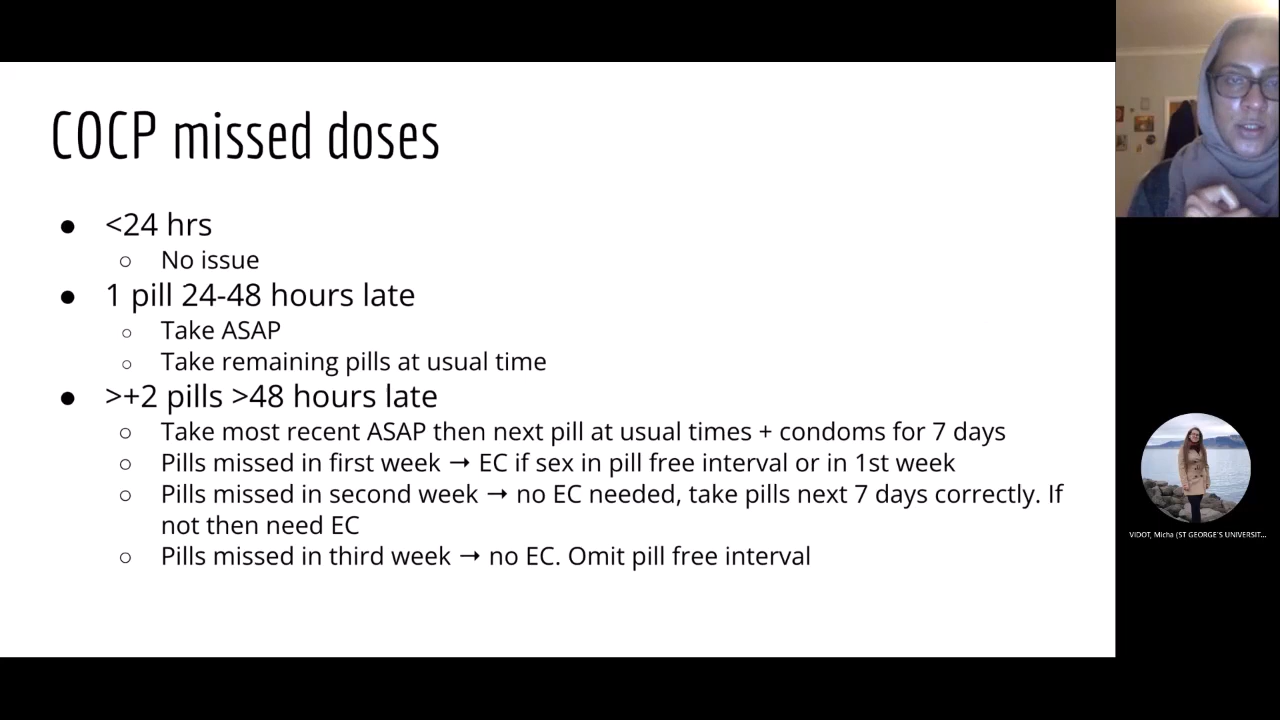 COCP missed doses
● <24 hrs
○ No issue
● 1 pill 24-48 hours late
○ Take ASAP
○ Take remaining pills at usual time
● >+2 pills >48 hours late
○ Take most recent ASAP then next pill at usual times + condoms for 7 days
○ Pills missed in first week → EC if sex in pill free interval or in 1st week
○ Pills missed in second week → no EC needed, take pills next 7 days correctly. If
not then need EC
○ Pills missed in third week → no EC. Omit pill free interval
VIDOT, Micha (ST GEORGE'S UNIVERSIT...